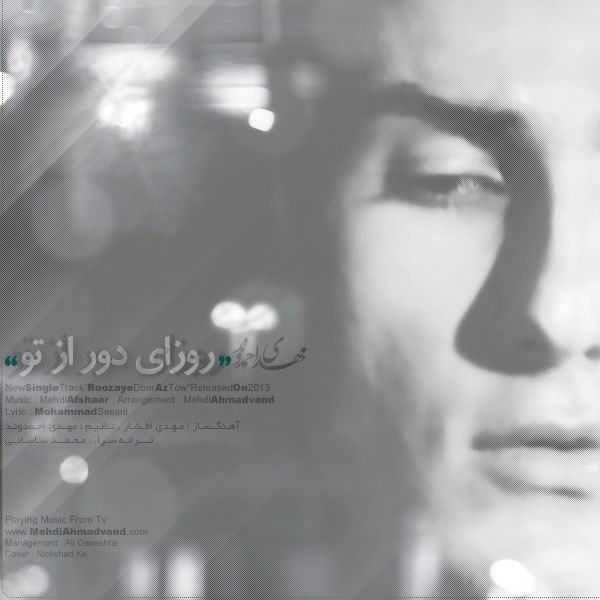 „روزای دور از تو“ مهدی احمدوند
NewSingleTrack"RoozayeDoorAzTow"ReleasedOn2013
Music : MehdiAfshaar . Arrangement : MehdiAhmadvand
Lyric : MohammadSasani
آهنگساز : مهدی افشار ، تنظیم : مهدی احمدوند
ترانه سرا، : محمد ساسانی
Playing Music From Tv
www.MehdiAhmadvand.com
Management : Ali Daneshfar
Cover : Nickshad.Ke